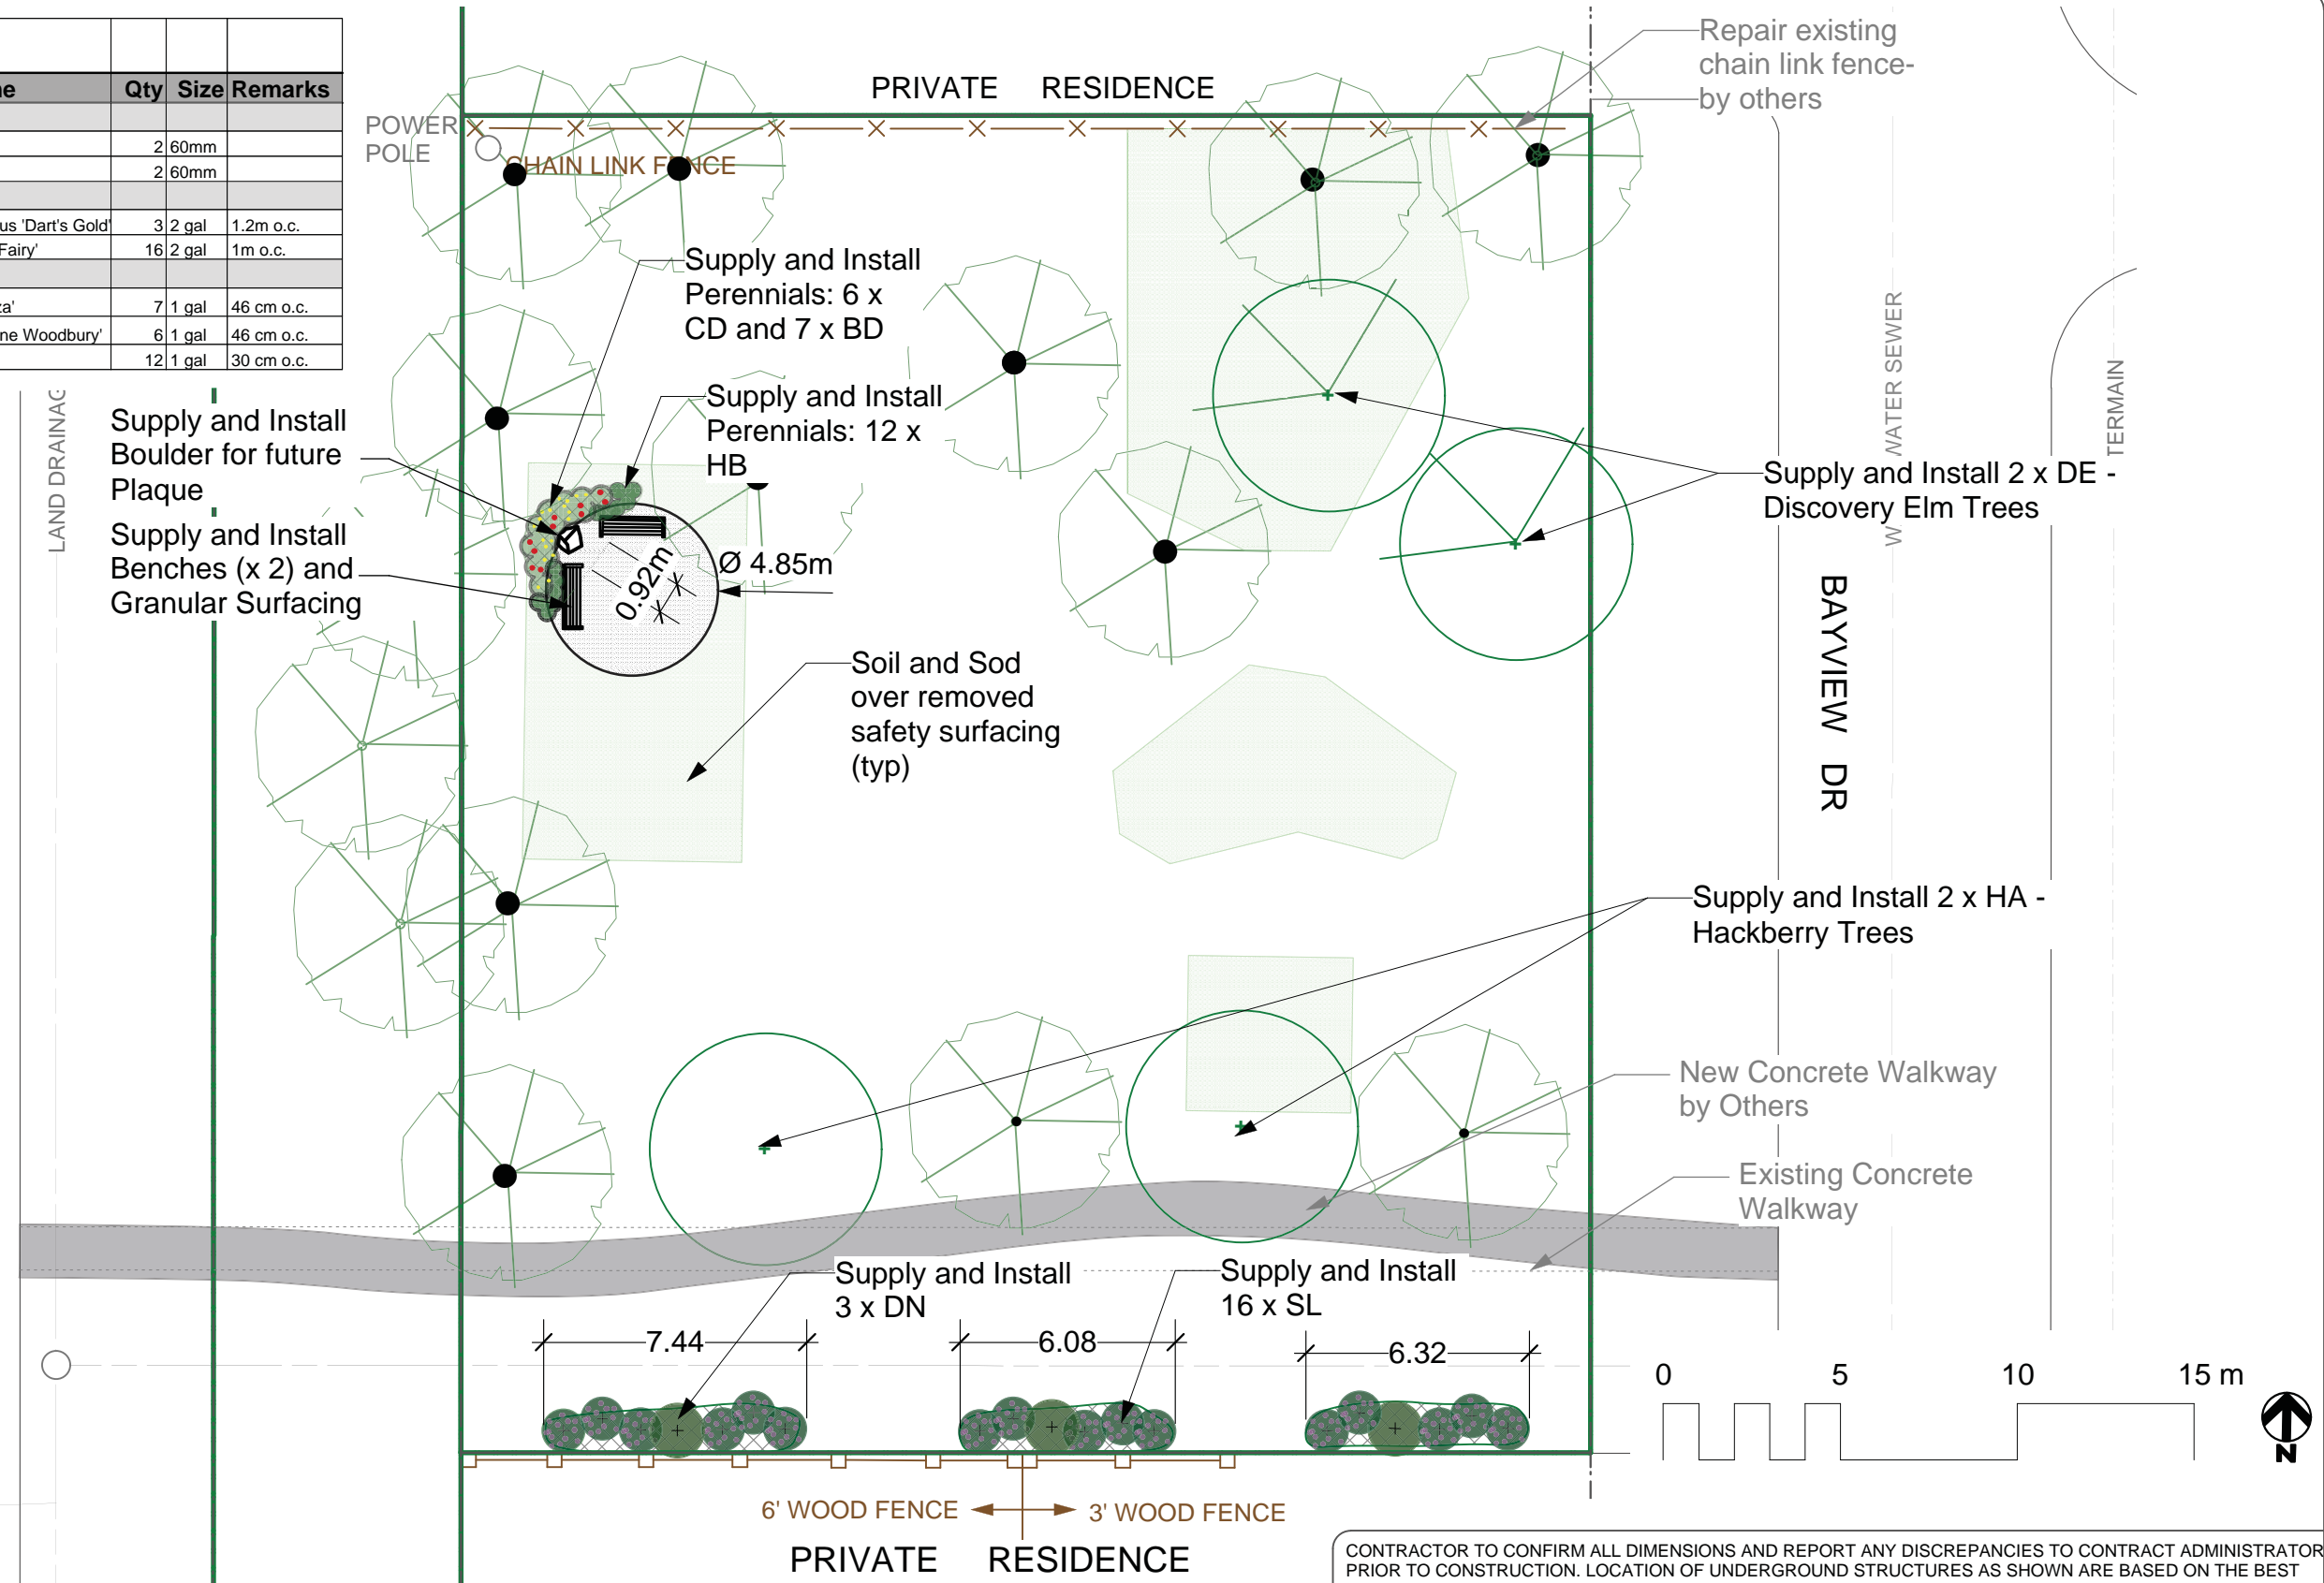 e Qty Size Remarks
2 60mm
2 60mm
us 'Dart's Gold' 3 2 gal 1.2m o.c.
Fairy' 16 2 gal 1m o.c.
za' 7 1 gal 46 cm o.c.
ne Woodbury' 6 1 gal 46 cm o.c.
12 1 gal 30 cm o.c.
PRIVATE RESIDENCE
Repair existing
chain link fence-
by others
POWER
POLE
CHAIN LINK FENCE
Supply and Install
Perennials: 6 x
CD and 7 x BD
Supply and Install
Perennials: 12 x
HB
Supply and Install
Boulder for future
Plaque
Supply and Install
Benches (x 2) and
Granular Surfacing
LAND DRAINAG
0.92m
Ø 4.85m
Soil and Sod
over removed
safety surfacing
(typ)
Supply and Install 2 x DE -
Discovery Elm Trees
WATER SEWER
TERMAIN
BAYVIEW DR
Supply and Install 2 x HA -
Hackberry Trees
New Concrete Walkway
by Others
Existing Concrete
Walkway
Supply and Install
3 x DN
Supply and Install
16 x SL
7.44
6.08
6.32
0 5 10 15 m
N
6' WOOD FENCE
3' WOOD FENCE
PRIVATE RESIDENCE
CONTRACTOR TO CONFIRM ALL DIMENSIONS AND REPORT ANY DISCREPANCIES TO CONTRACT ADMINISTRATOR
PRIOR TO CONSTRUCTION. LOCATION OF UNDERGROUND STRUCTURES AS SHOWN ARE BASED ON THE BEST